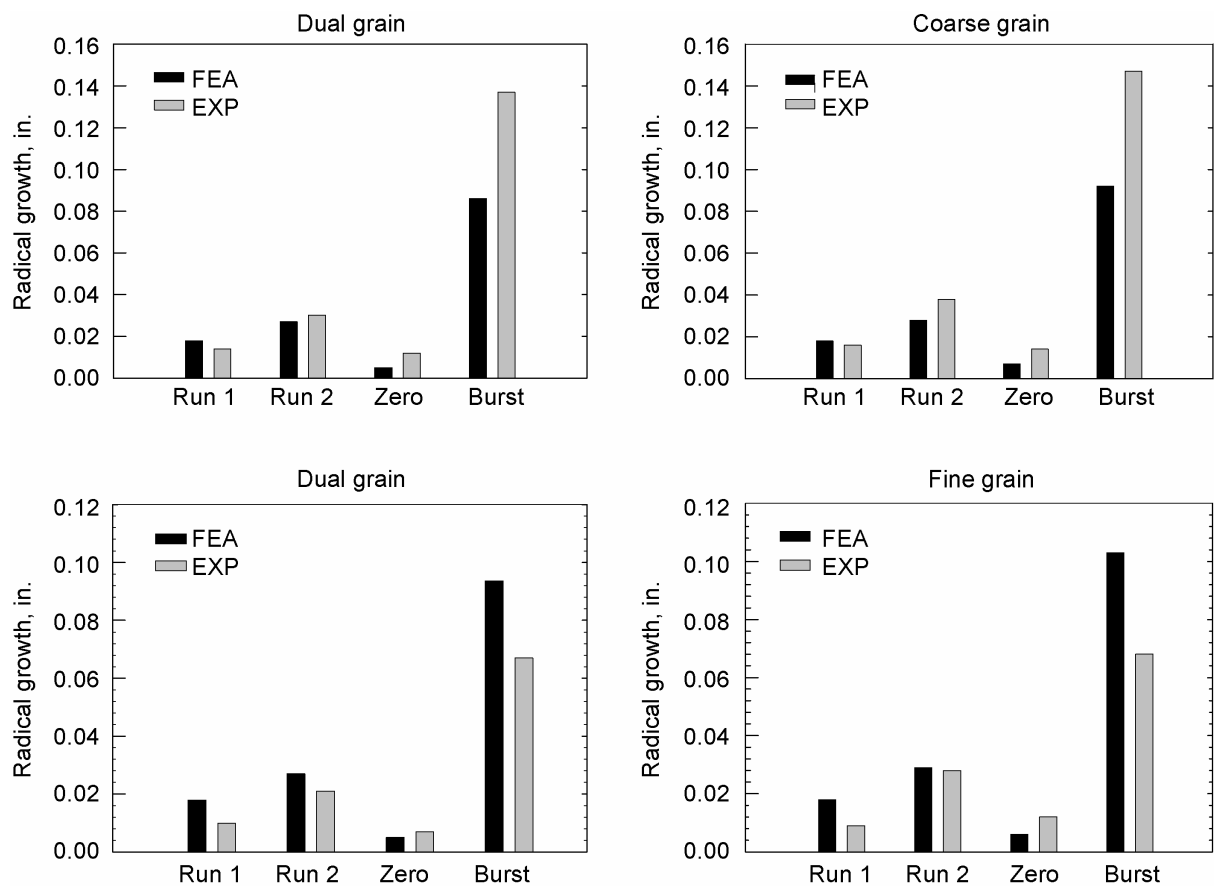 Dual grain
Radical growth, in.
0.16
0.14
0.12
0.10
0.08
0.06
0.04
0.02
0.00
FEA
EXP
Run 1 Run 2 Zero Burst
Coarse grain
Radical growth, in.
0.16
0.14
0.12
0.10
0.08
0.06
0.04
0.02
0.00
FEA
EXP
Run 1 Run 2 Zero Burst
Dual grain
Radical growth, in.
0.12
0.10
0.08
0.06
0.04
0.02
0.00
FEA
EXP
Run 1 Run 2 Zero Burst
Fine grain
Radical growth, in.
0.12
0.10
0.08
0.06
0.04
0.02
0.00
FEA
EXP
Run 1 Run 2 Zero Burst